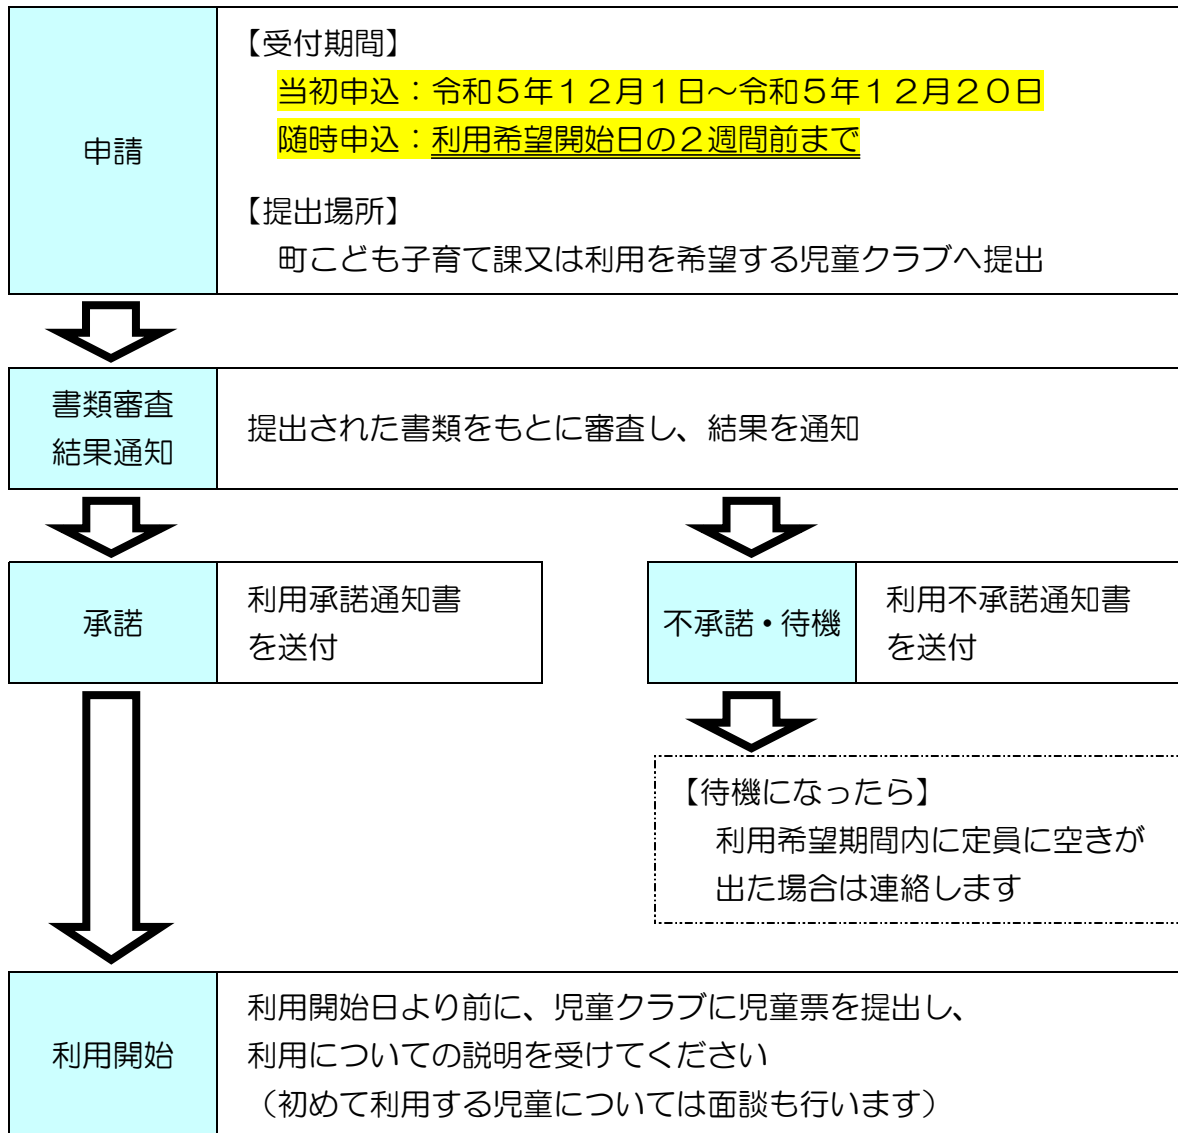 申請
【受付期間】
当初申込：令和５年１２月１日～令和５年１２月２０日
随時申込：利用希望開始日の２週間前まで
【提出場所】
町こども子育て課又は利用を希望する児童クラブへ提出
書類審査
結果通知
提出された書類をもとに審査し、結果を通知
承諾
利用承諾通知書
を送付
不承諾・待機
利用不承諾通知書
を送付
【待機になったら】
利用希望期間内に定員に空きが
出た場合は連絡します
利用開始
利用開始日より前に、児童クラブに児童票を提出し、
利用についての説明を受けてください
（初めて利用する児童については面談も行います）